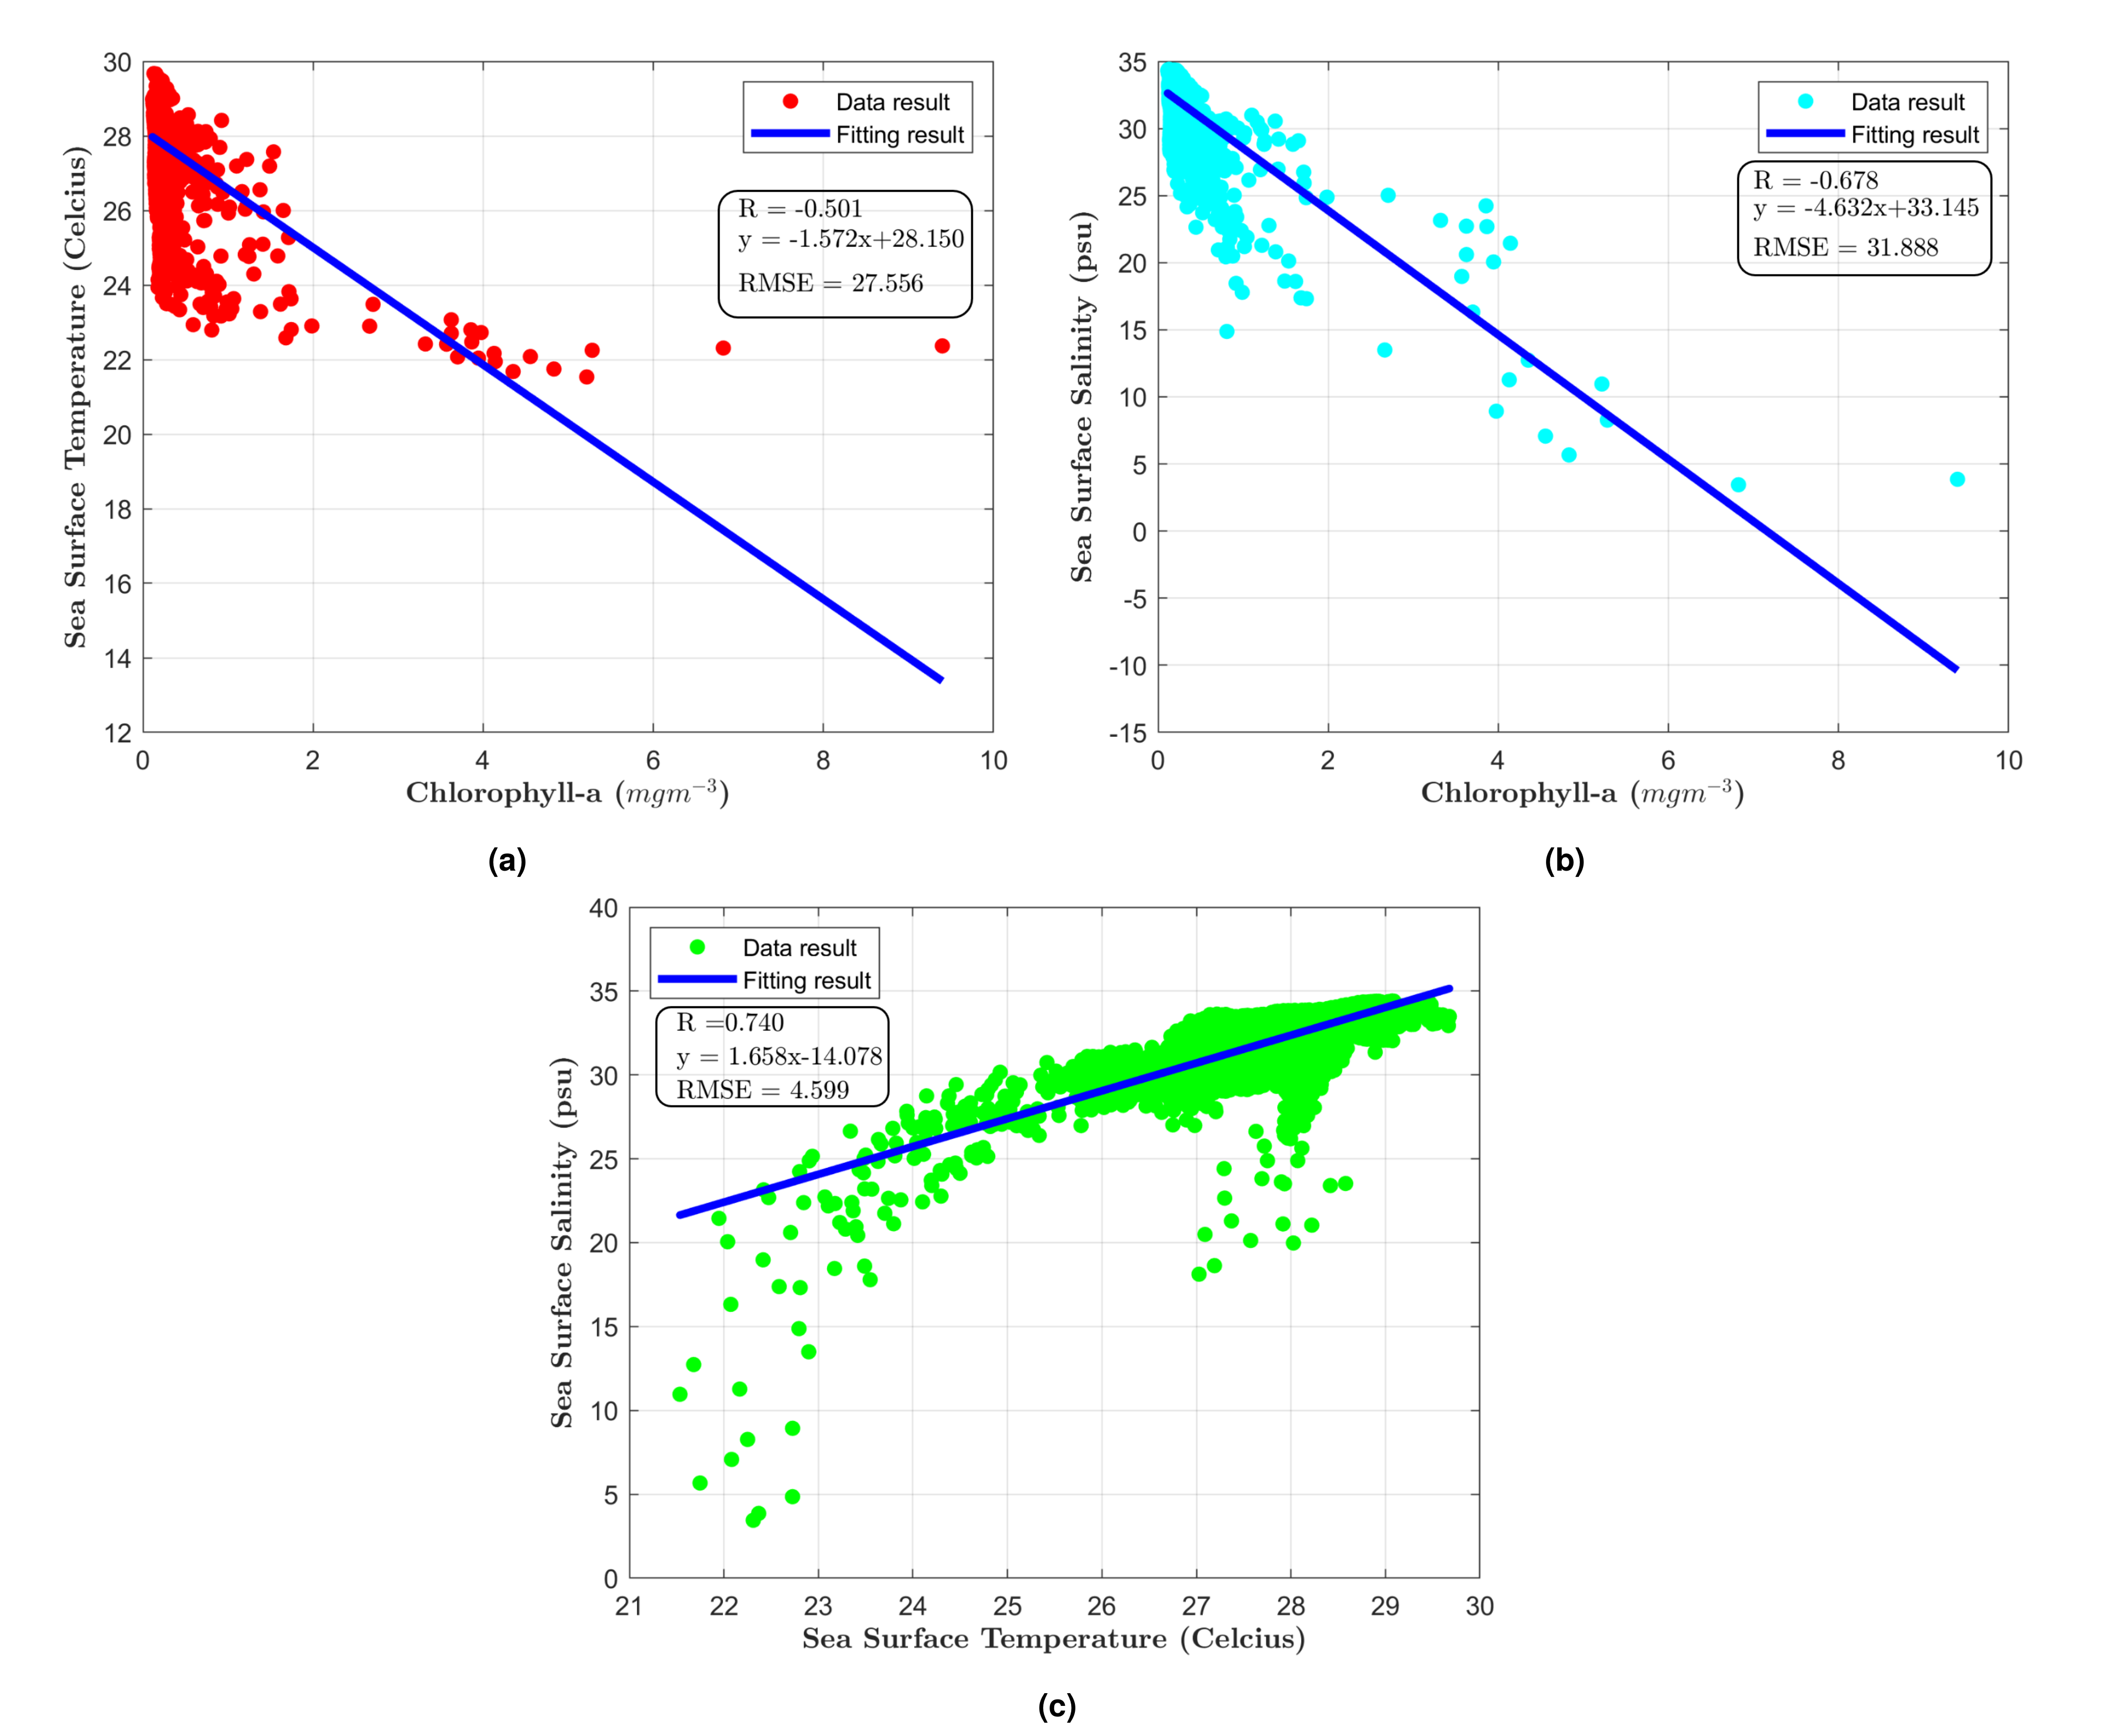 30
28
26
24
22
20
18
16
14
12
0 2 4 6 8 10
Sea Surface Temperature (Celcius)
Chlorophyll-a (mgm⁻³)
Data result
Fitting result
R = -0.501
y = -1.572x+28.150
RMSE = 27.556
(a)
35
30
25
20
15
10
5
0
-5
-10
-15
0 2 4 6 8 10
Sea Surface Salinity (psu)
Chlorophyll-a (mgm⁻³)
Data result
Fitting result
R = -0.678
y = -4.632x+33.145
RMSE = 31.888
(b)
40
35
30
25
20
15
10
5
0
21 22 23 24 25 26 27 28 29 30
Sea Surface Salinity (psu)
Sea Surface Temperature (Celcius)
Data result
Fitting result
R =0.740
y = 1.658x-14.078
RMSE = 4.599
(c)